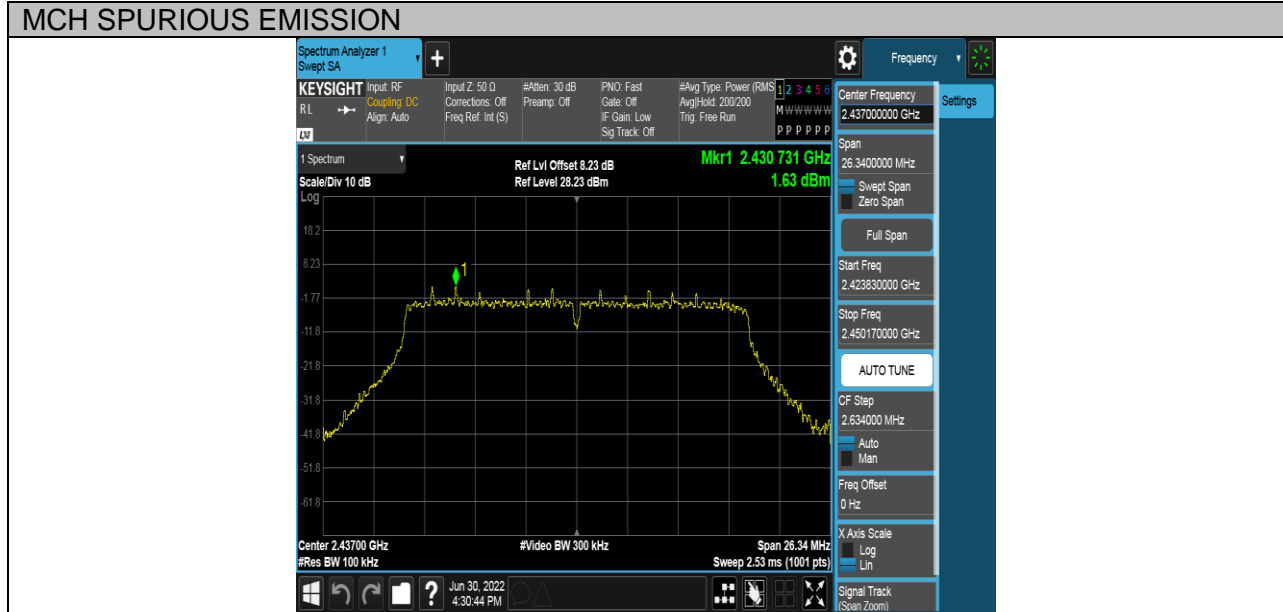 MCH SPURIOUS EMISSION
Spectrum Analyzer 1
Swept SA
+
Frequency
KEYSIGHT
RL
LXI
Input: RF
Coupling: DC
Align: Auto
Input Z: 50 Ω
Corrections: Off
Freq Ref: Int (S)
#Atten: 30 dB
Preamp: Off
PNO: Fast
Gate: Off
IF Gain: Low
Sig Track: Off
#Avg Type: Power (RMS
Avg|Hold: 200/200
Trig: Free Run
1 2 3 4 5 6
M W W W W W
P P P P P P
1 Spectrum
Scale/Div 10 dB
Ref Lvl Offset 8.23 dB
Ref Level 28.23 dBm
Mkr1 2.430 731 GHz
1.63 dBm
Log
18.2
8.23
-1.77
-11.8
-21.8
-31.8
-41.8
-51.8
-61.8
1
Center 2.43700 GHz
#Res BW 100 kHz
#Video BW 300 kHz
Span 26.34 MHz
Sweep 2.53 ms (1001 pts)
Center Frequency
2.437000000 GHz
Settings
Span
26.3400000 MHz
Swept Span
Zero Span
Full Span
Start Freq
2.423830000 GHz
Stop Freq
2.450170000 GHz
AUTO TUNE
CF Step
2.634000 MHz
Auto
Man
Freq Offset
0 Hz
X Axis Scale
Log
Lin
Signal Track
(Span Zoom)
?
Jun 30, 2022
4:30:44 PM